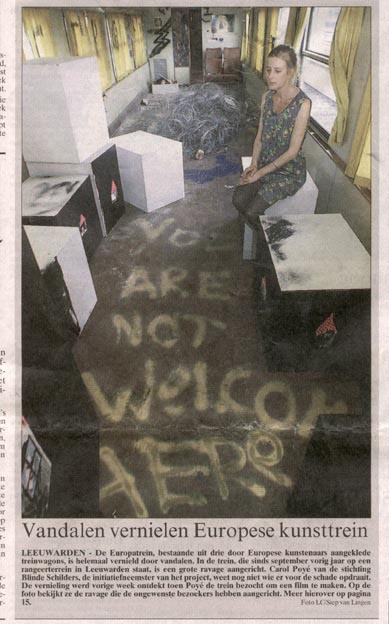 YOU
ARE
NOT
WelCOr
AERO
Vandalen vernielen Europese kunsttrein
LEEUWARDEN - De Europatrein, bestaande uit drie door Europese kunstenaars aangeklede
treinwagons, is helemaal vernield door vandalen. In de trein, die sinds september vorig jaar op een
rangeerterrein in Leeuwarden staat, is een grote ravage aangericht. Carol Poyé van de stichting
Blinde Schilders, de initiatiefneemster van het project, weet nog niet wie er voor de schade opdraait.
De vernieling werd vorige week ontdekt toen Poyé de trein bezocht om een film te maken. Op de
foto bekijkt ze de ravage die de ongewenste bezoekers hebben aangericht. Meer hierover op pagina
15.
Foto LC/Siep van Lingen